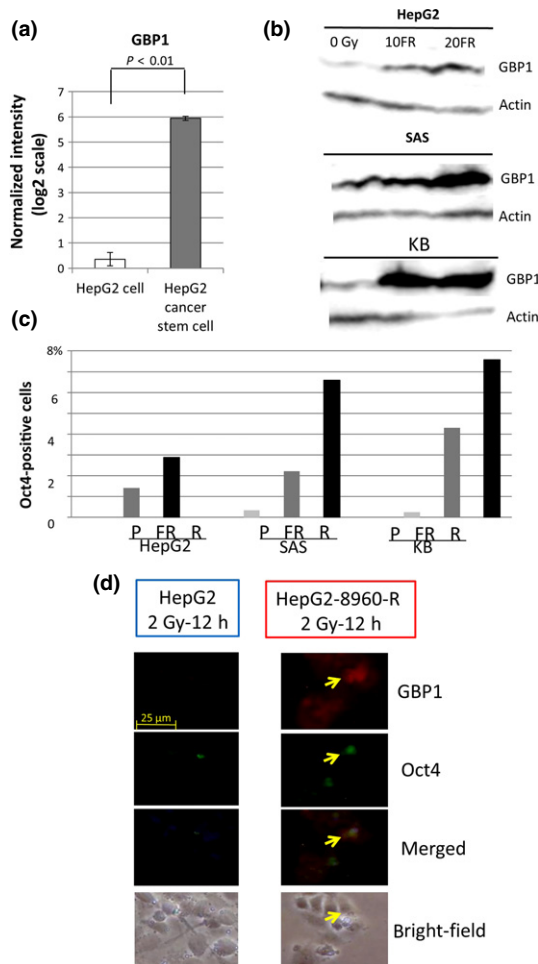 (a)
GBP1
P < 0.01
Normalized intensity
(log2 scale)
7
6
5
4
3
2
1
0
HepG2 cell
HepG2
cancer
stem cell
(b)
HepG2
0 Gy 10FR 20FR
GBP1
Actin
SAS
GBP1
Actin
KB
GBP1
Actin
(c)
Oct4-positive cells
8%
6
4
2
0
P FR R
HepG2
P FR R
SAS
P FR R
KB
(d)
HepG2
2 Gy-12 h
HepG2-8960-R
2 Gy-12 h
25 µm
GBP1
Oct4
Merged
Bright-field